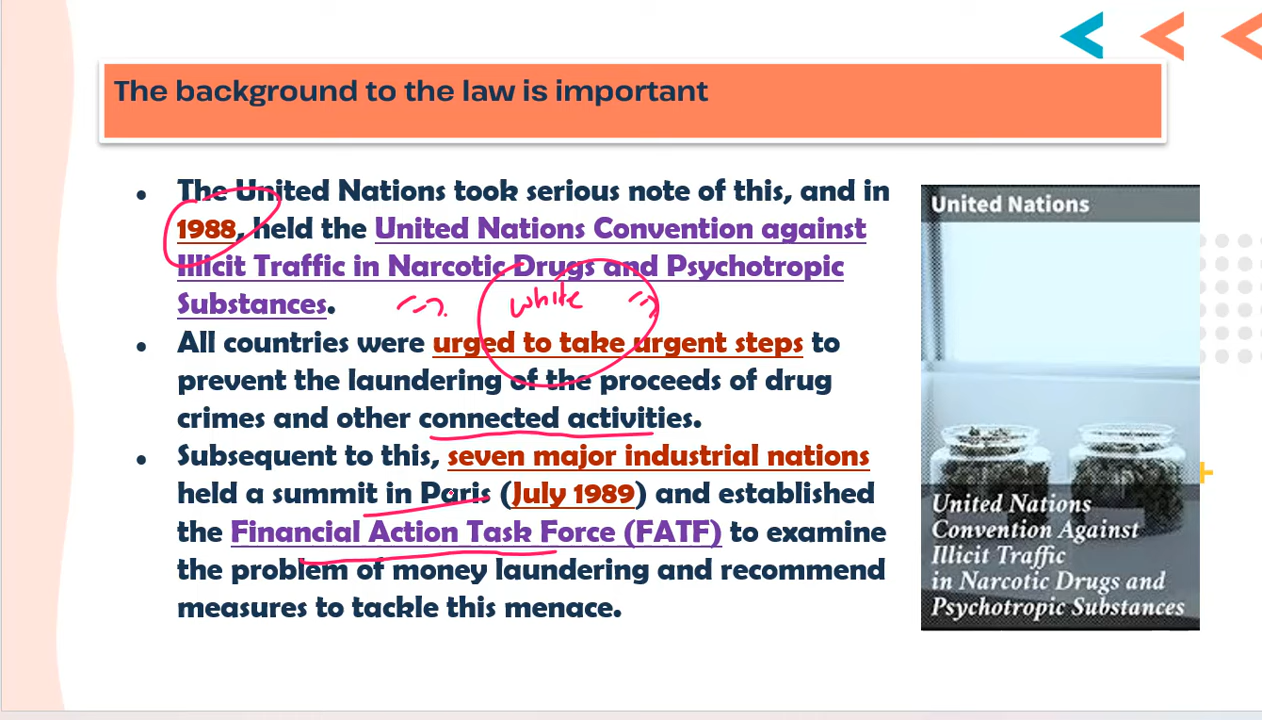 The background to the law is important
• The United Nations took serious note of this, and in
1988, held the United Nations Convention against
Illicit Traffic in Narcotic Drugs and Psychotropic
Substances.
white
• All countries were urged to take urgent steps to
prevent the laundering of the proceeds of drug
crimes and other connected activities.
• Subsequent to this, seven major industrial nations
held a summit in Paris (July 1989) and established
the Financial Action Task Force (FATF) to examine
the problem of money laundering and recommend
measures to tackle this menace.
United Nations
United Nations
Convention Against
Illicit Traffic
in Narcotic Drugs and
Psychotropic Substances